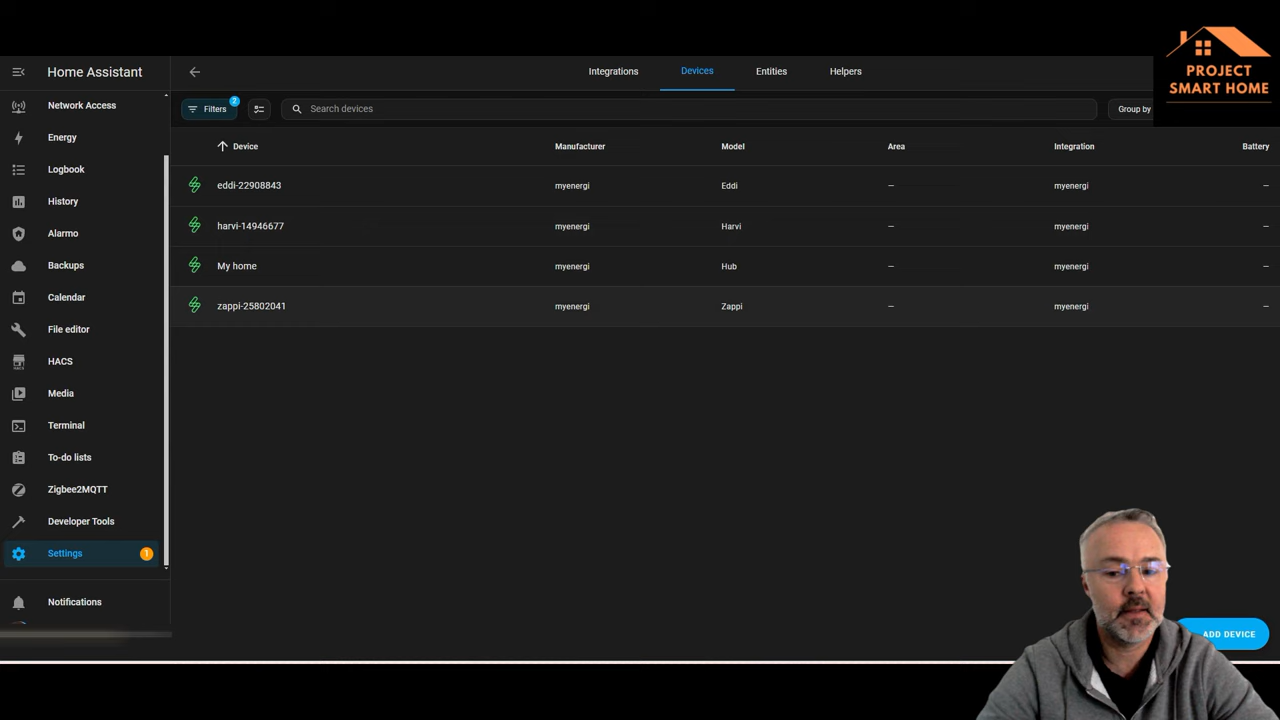 PROJECT
SMART HOME
Home Assistant
Integrations
Devices
Entities
Helpers
Network Access
Energy
Logbook
History
Alarmo
Backups
Calendar
File editor
HACS
HACS
Media
Terminal
To-do lists
Zigbee2MQTT
Developer Tools
Settings 1
Notifications
Filters 2
Search devices
Group by
Device Manufacturer Model Area Integration Battery
eddi-22908843 myenergi Eddi – myenergi –
harvi-14946677 myenergi Harvi – myenergi –
My home myenergi Hub – myenergi –
zappi-25802041 myenergi Zappi – myenergi –
ADD DEVICE